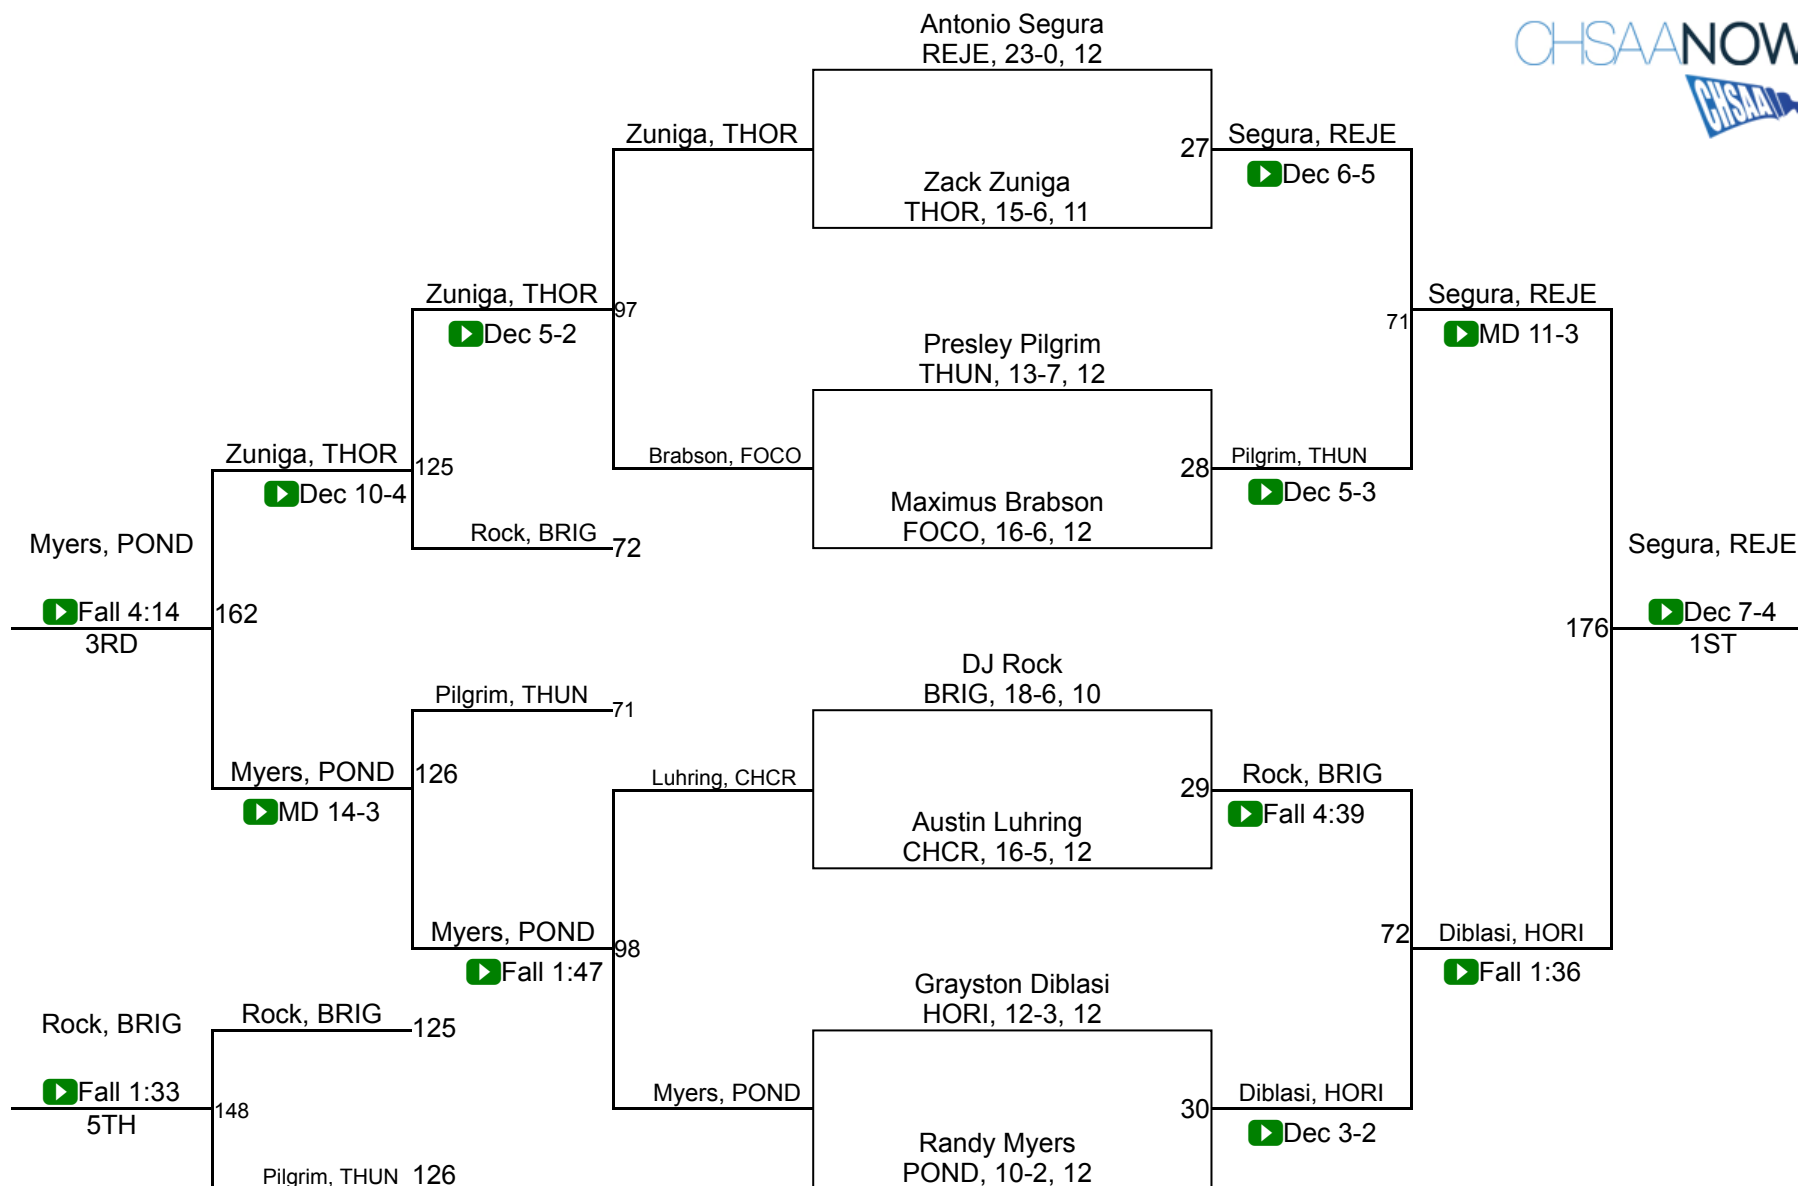 Antonio Segura
REJE, 23-0, 12
CHSAANOW
CHSAA
Zuniga, THOR
27
Segura, REJE
Dec 6-5
Zack Zuniga
THOR, 15-6, 11
Zuniga, THOR
97
Dec 5-2
Segura, REJE
71
MD 11-3
Presley Pilgrim
THUN, 13-7, 12
Zuniga, THOR
125
Dec 10-4
Brabson, FOCO
28
Pilgrim, THUN
Dec 5-3
Maximus Brabson
FOCO, 16-6, 12
Rock, BRIG
72
Myers, POND
Segura, REJE
Fall 4:14
162
3RD
176
Dec 7-4
1ST
DJ Rock
BRIG, 18-6, 10
Pilgrim, THUN
71
Myers, POND
126
MD 14-3
Luhring, CHCR
29
Rock, BRIG
Fall 4:39
Austin Luhring
CHCR, 16-5, 12
Myers, POND
98
Fall 1:47
72
Diblasi, HORI
Fall 1:36
Grayston Diblasi
HORI, 12-3, 12
Rock, BRIG
Rock, BRIG
125
Fall 1:33
148
5TH
Myers, POND
30
Diblasi, HORI
Dec 3-2
Randy Myers
POND, 10-2, 12
Pilgrim, THUN
126